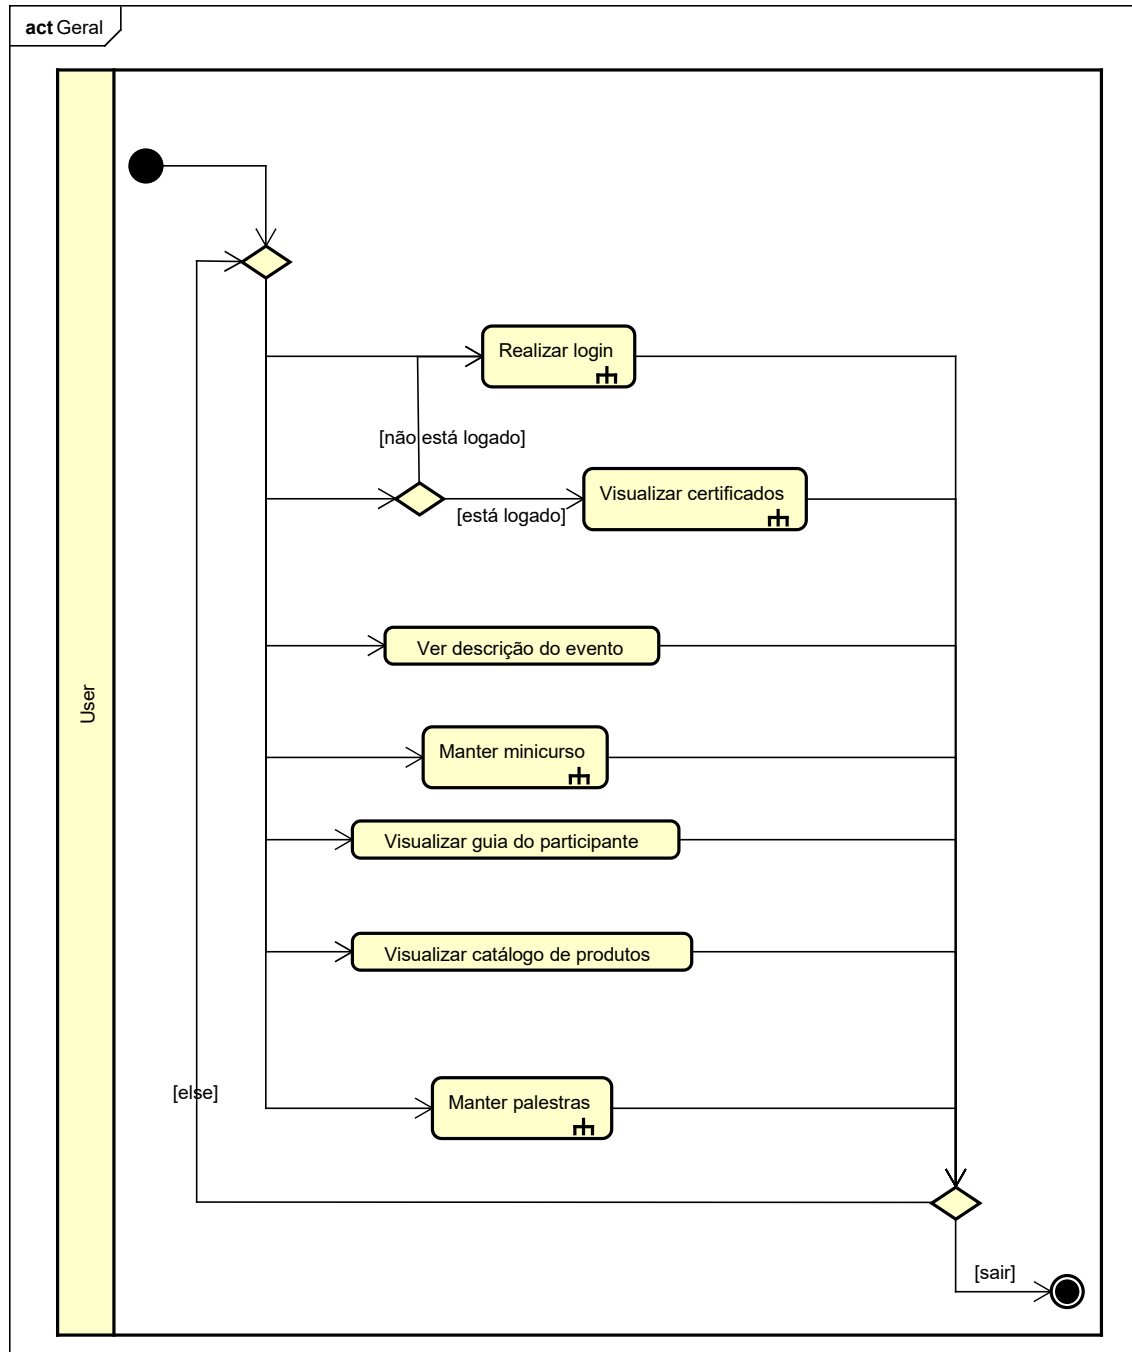 act Geral
User
Realizar login
[não está logado]
Visualizar certificados
[está logado]
Ver descrição do evento
Manter minicurso
Visualizar guia do participante
Visualizar catálogo de produtos
[else]
Manter palestras
[sair]